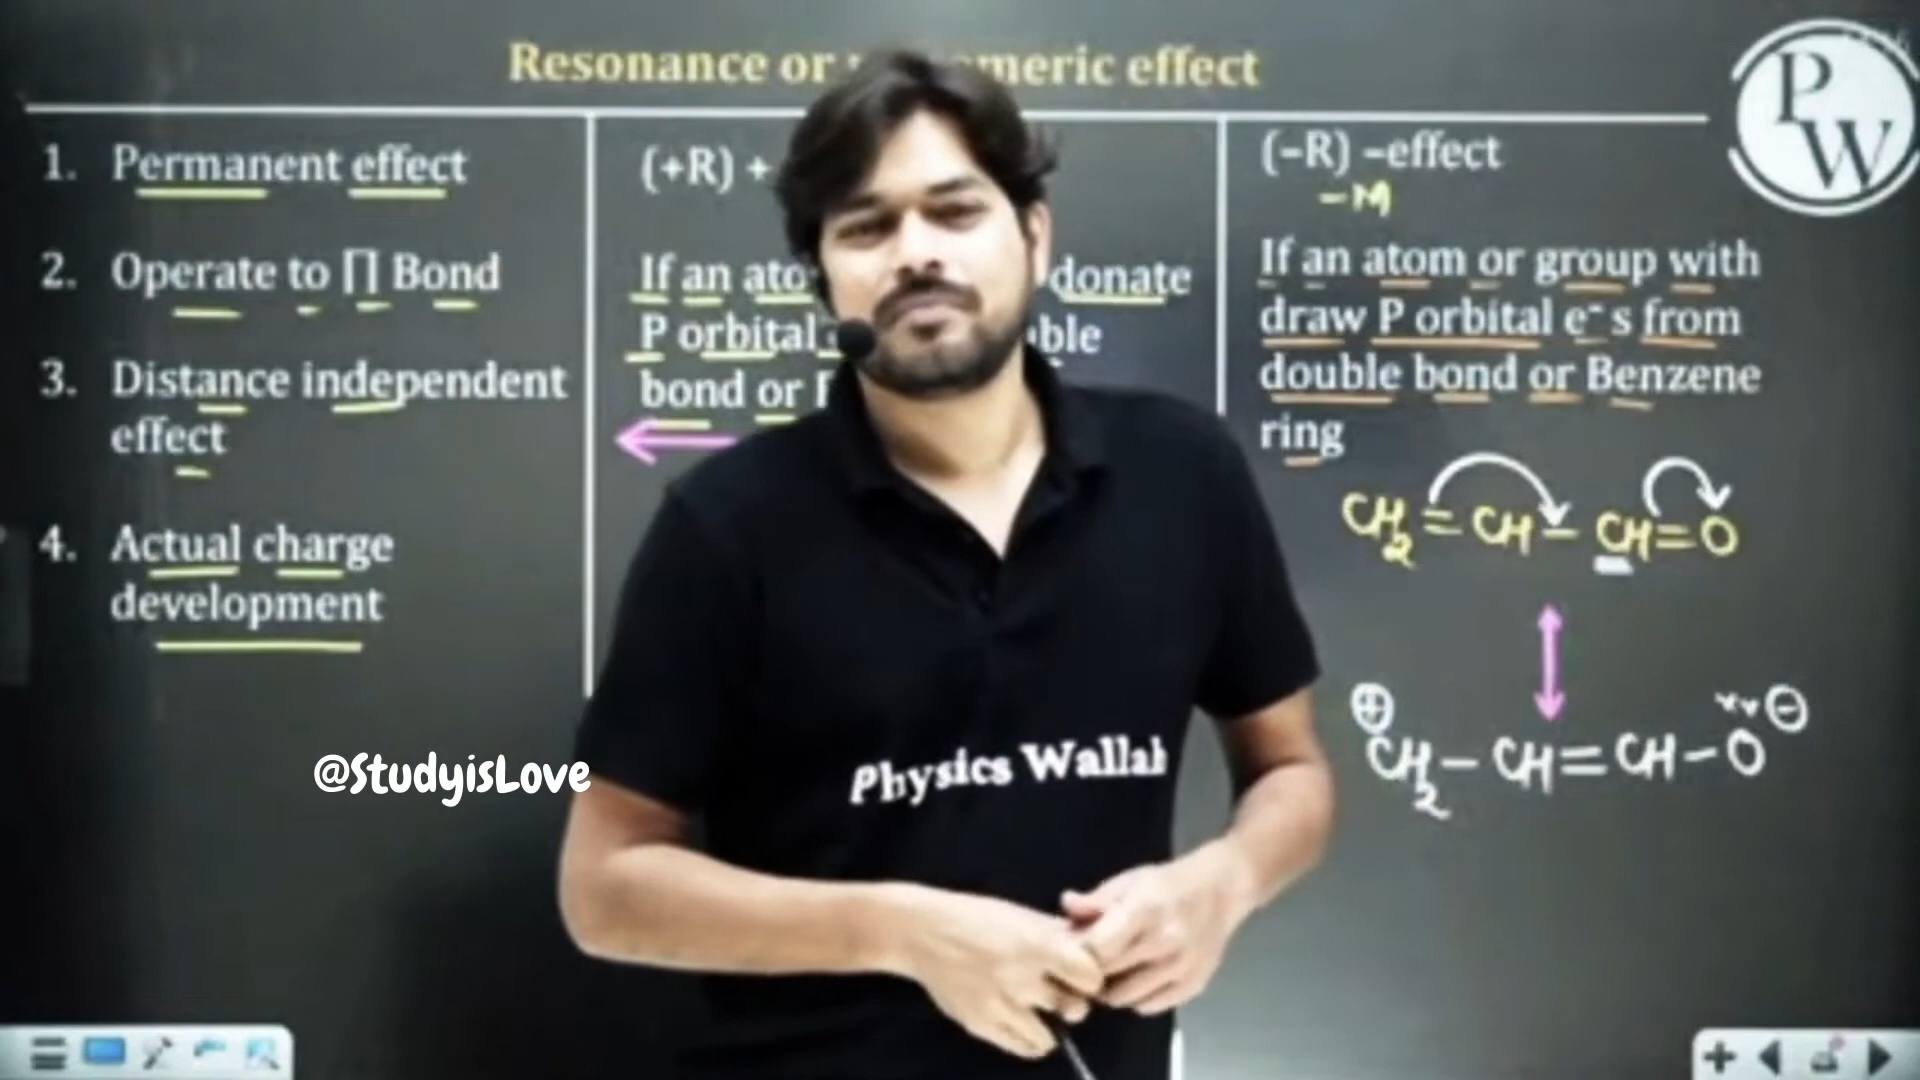 Resonance or meric effect
PW
1. Permanent effect
2. Operate to ∏ Bond
3. Distance independent
effect
4. Actual charge
development
(+R) +
If an ato donate
P orbital ble
bond or
(–R) –effect
–M
If an atom or group with
draw P orbital e⁻ s from
double bond or Benzene
ring
CH₂=CH–CH=O
⊕ ⊖
CH₂–CH=CH–O
@StudyisLove
Physics Wallah